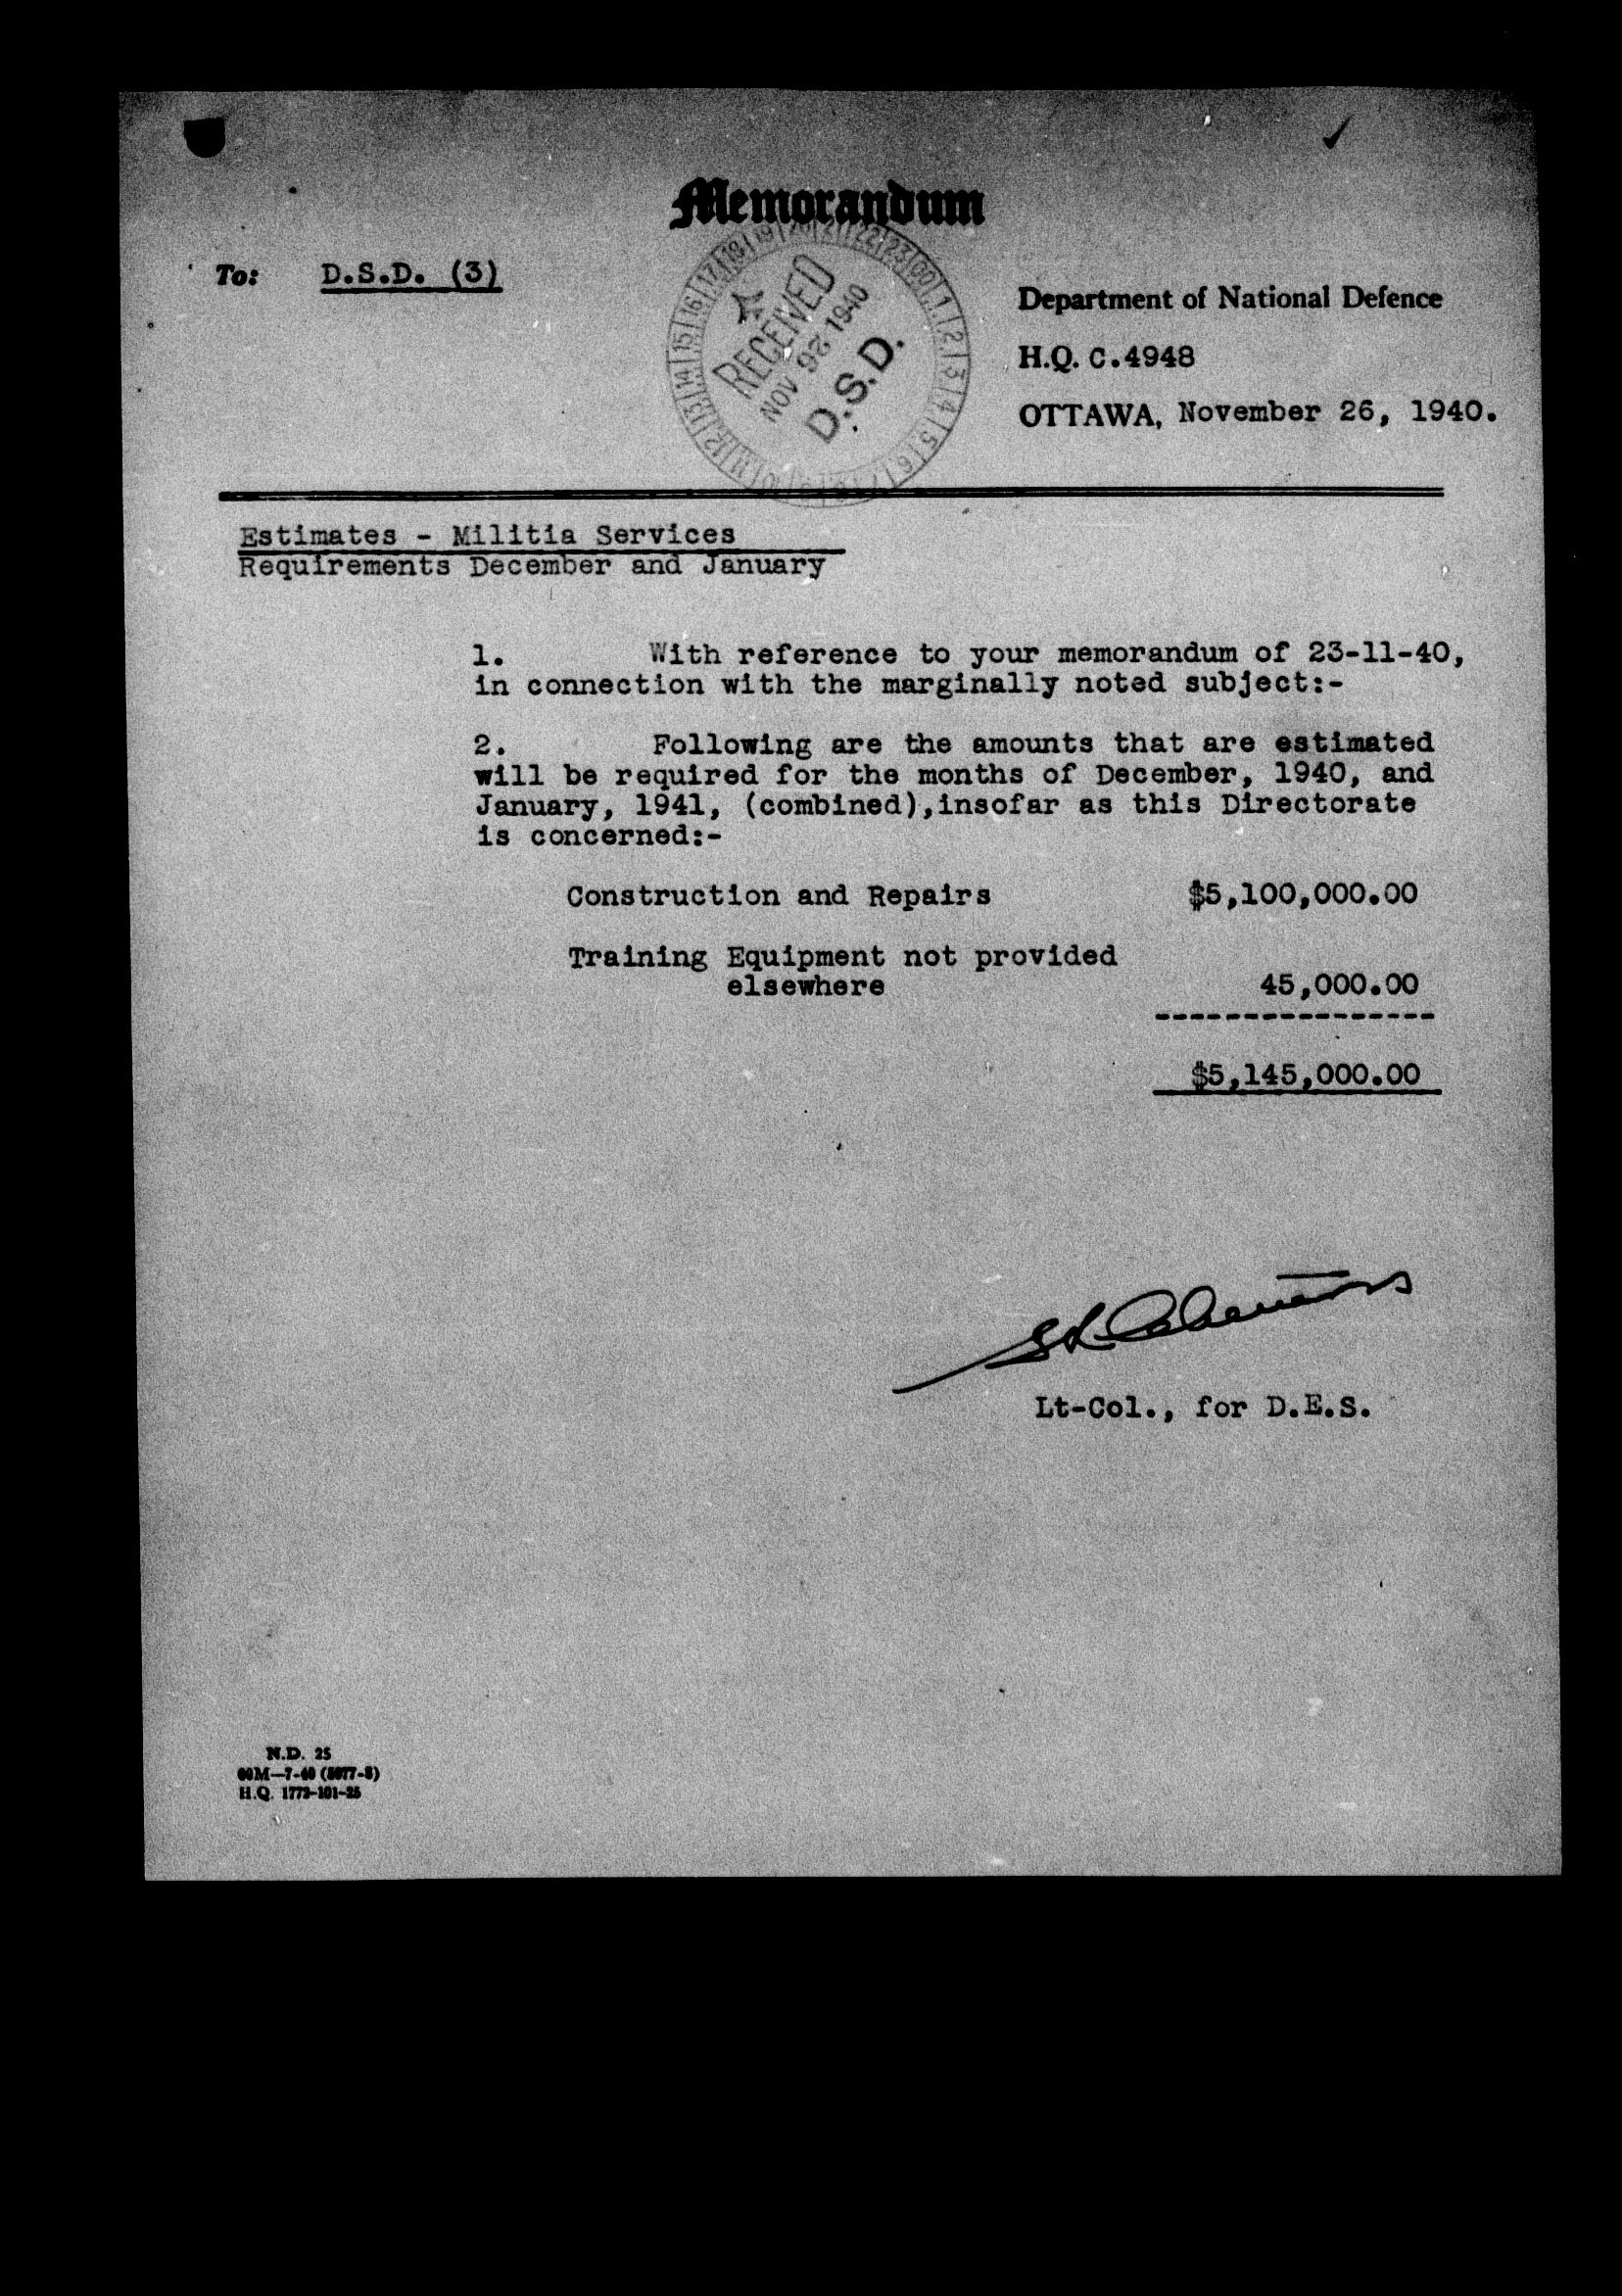 Memorandum
To: D.S.D. (3)
RECEIVED
NOV 1940
D.S.D.
Department of National Defence
H.Q. C.4948
OTTAWA, November 26, 1940.
Estimates - Militia Services
Requirements December and January
1. With reference to your memorandum of 23-11-40,
in connection with the marginally noted subject:-
2. Following are the amounts that are estimated
will be required for the months of December, 1940, and
January, 1941, (combined),insofar as this Directorate
is concerned:-
Construction and Repairs $5,100,000.00
Training Equipment not provided
elsewhere 45,000.00
$5,145,000.00
Lt-Col., for D.E.S.
N.D. 25
H.Q.